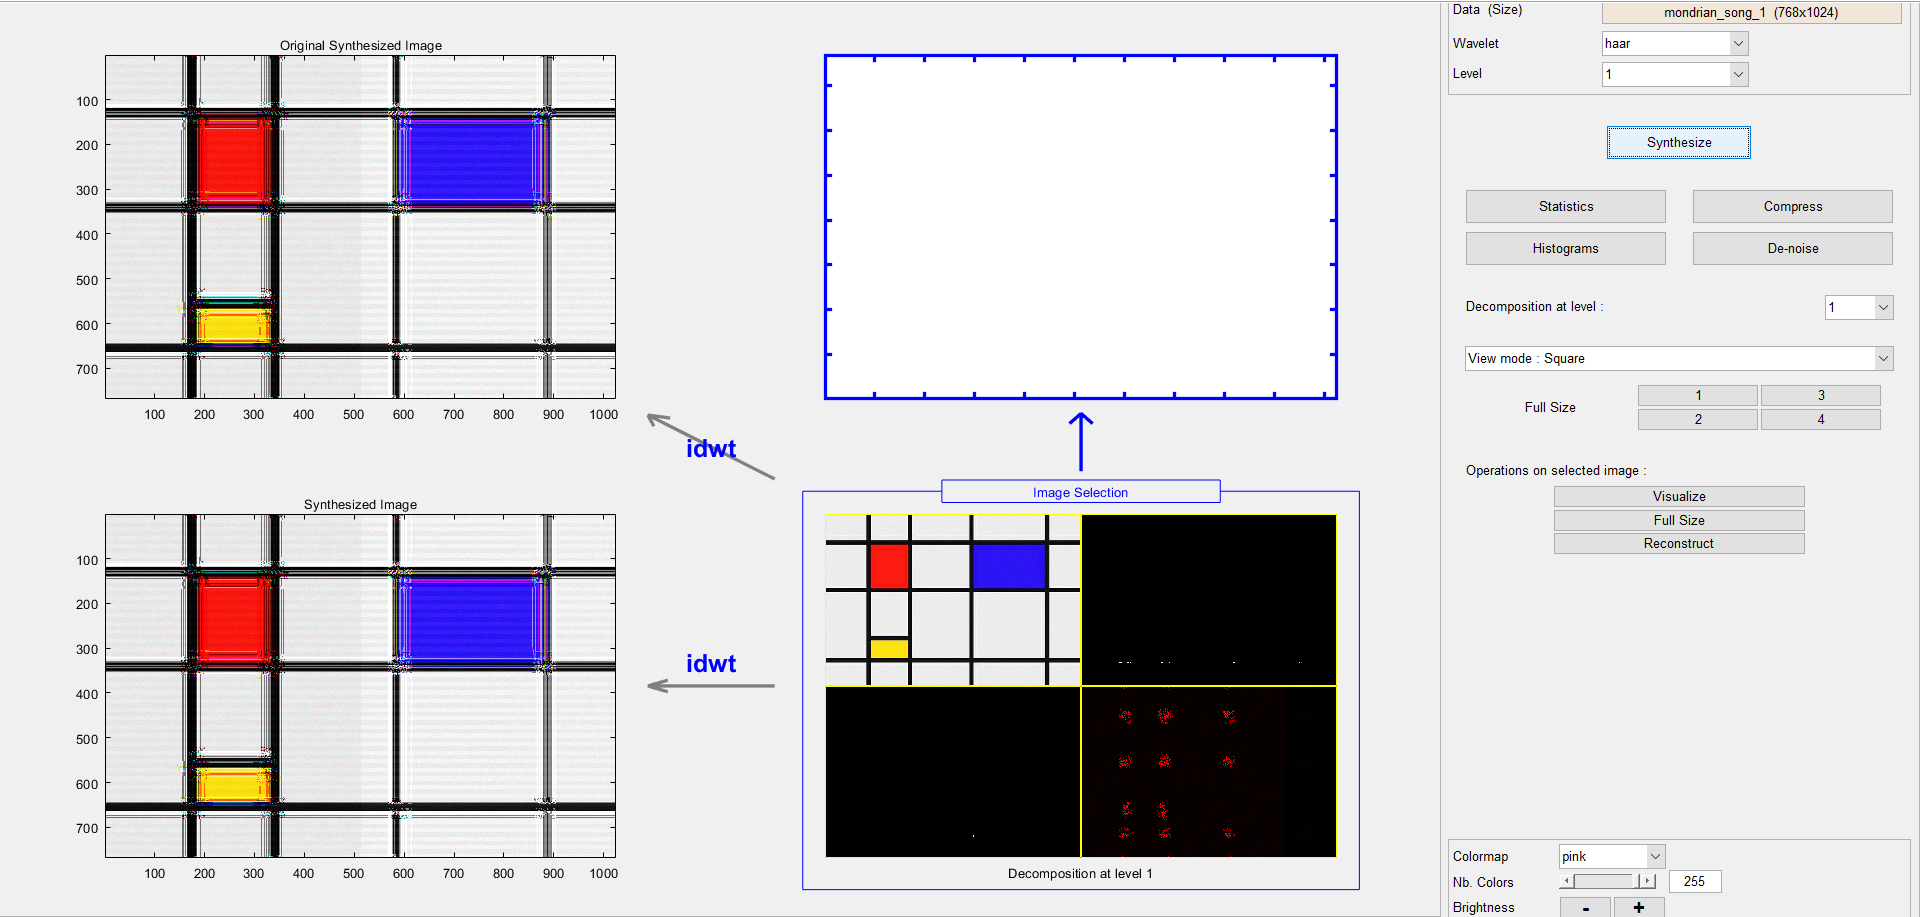 Original Synthesized Image
100
200
300
400
500
600
700
100 200 300 400 500 600 700 800 900 1000
idwt
Synthesized Image
100
200
300
400
500
600
700
100 200 300 400 500 600 700 800 900 1000
idwt
Image Selection
Decomposition at level 1
Data (Size) mondrian_song_1 (768x1024)
Wavelet haar
Level 1
Synthesize
Statistics Compress
Histograms De-noise
Decomposition at level : 1
View mode : Square
Full Size 1 3
2 4
Operations on selected image :
Visualize
Full Size
Reconstruct
Colormap pink
Nb. Colors 255
Brightness - +